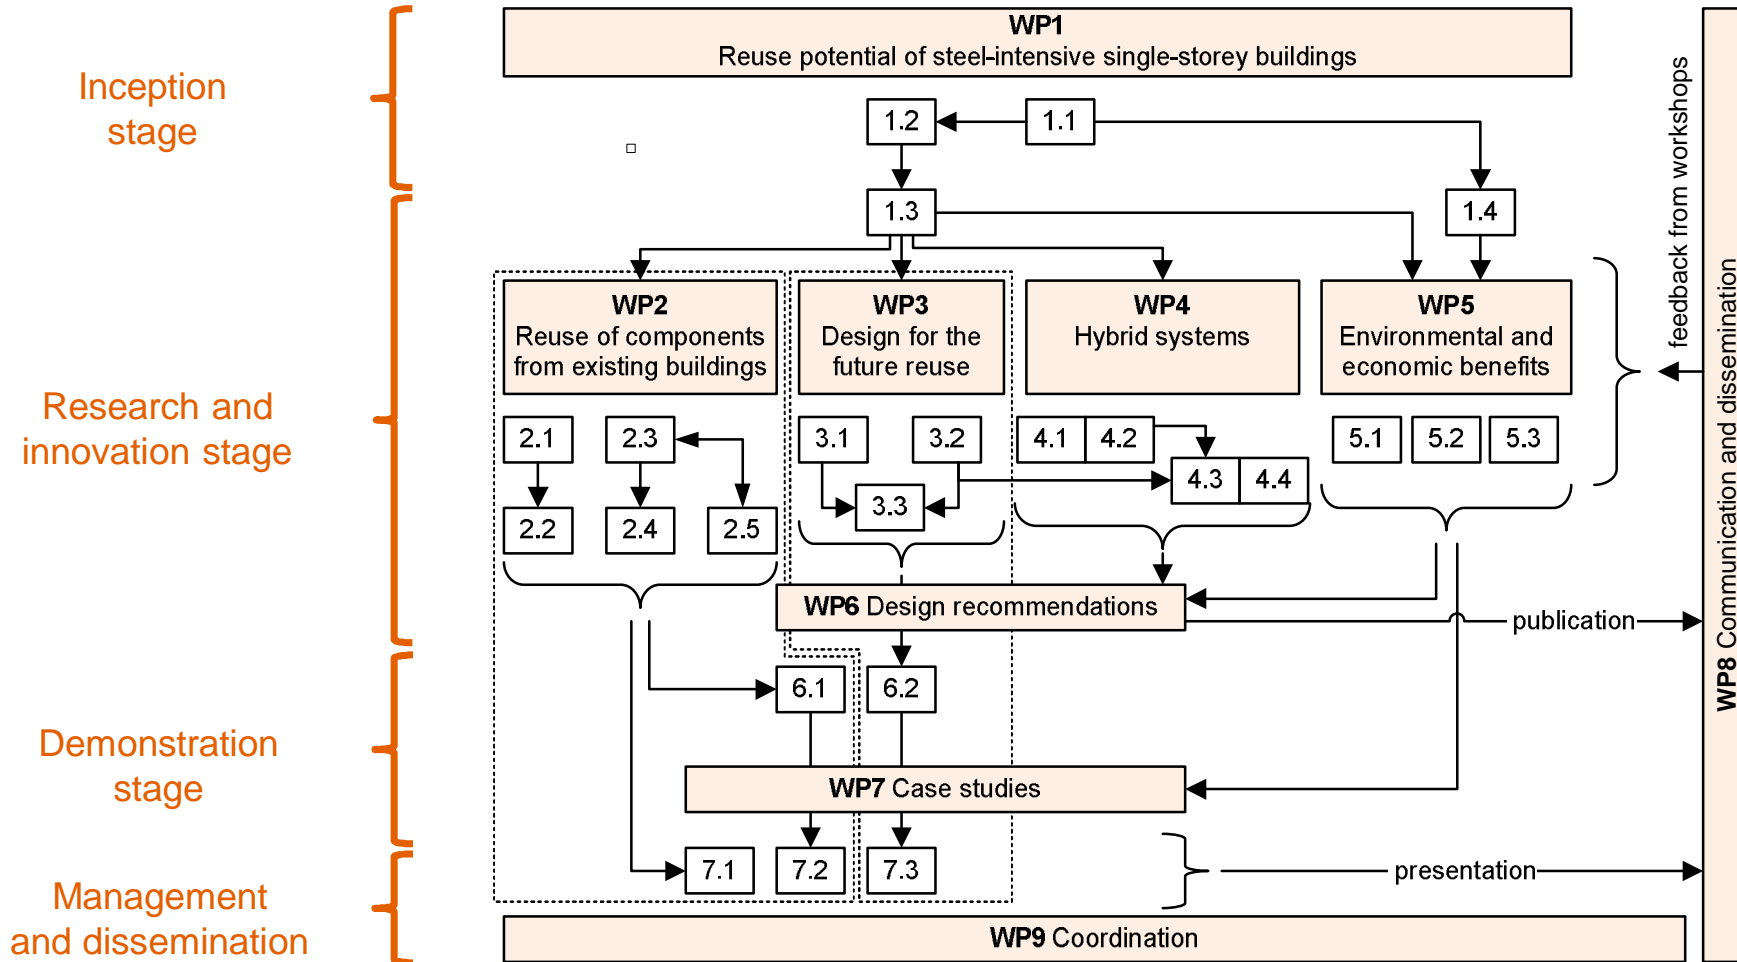 WP1
Reuse potential of steel-intensive single-storey buildings
Inception
stage
1.2
1.1
1.3
1.4
feedback from workshops
WP2
Reuse of components
from existing buildings
WP3
Design for the
future reuse
WP4
Hybrid systems
WP5
Environmental and
economic benefits
Research and
innovation stage
2.1
2.3
3.1
3.2
4.1
4.2
5.1
5.2
5.3
4.3
4.4
2.2
2.4
2.5
3.3
WP6 Design recommendations
publication
WP8 Communication and dissemination
6.1
6.2
Demonstration
stage
WP7 Case studies
7.1
7.2
7.3
presentation
Management
and dissemination
WP9 Coordination